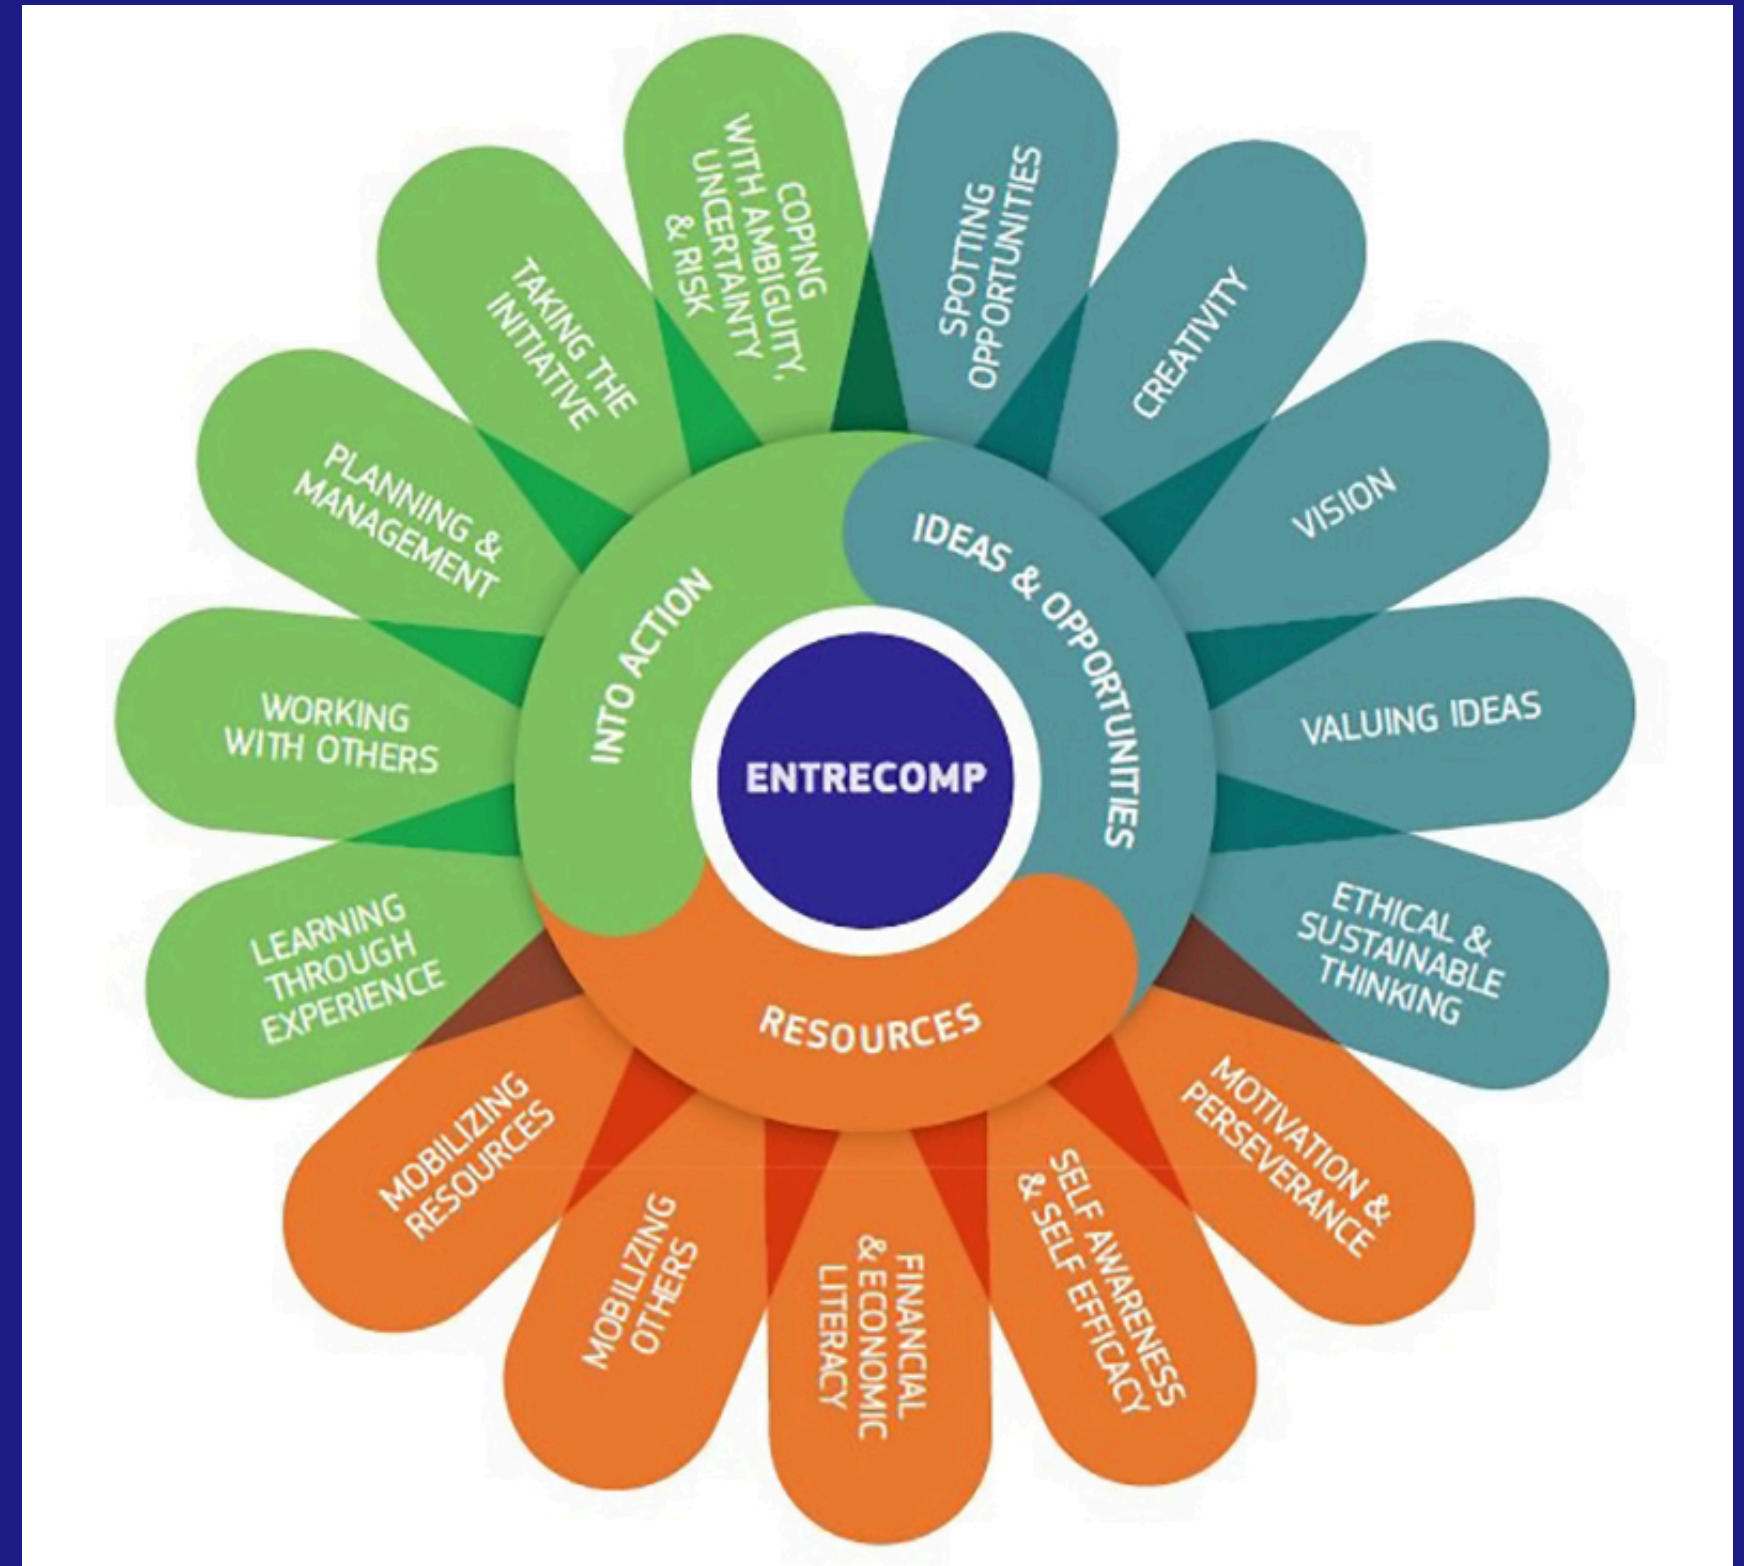 ENTRECOMP
IDEAS & OPPORTUNITIES
SPOTTING
OPPORTUNITIES
CREATIVITY
VISION
VALUING IDEAS
ETHICAL &
SUSTAINABLE
THINKING
RESOURCES
MOTIVATION &
PERSEVERANCE
SELF AWARENESS
& SELF EFFICACY
FINANCIAL
& ECONOMIC
LITERACY
MOBILIZING
OTHERS
MOBILIZING
RESOURCES
INTO ACTION
LEARNING
THROUGH
EXPERIENCE
WORKING
WITH OTHERS
PLANNING &
MANAGEMENT
TAKING THE
INITIATIVE
COPING
WITH AMBIGUITY,
UNCERTAINTY
& RISK